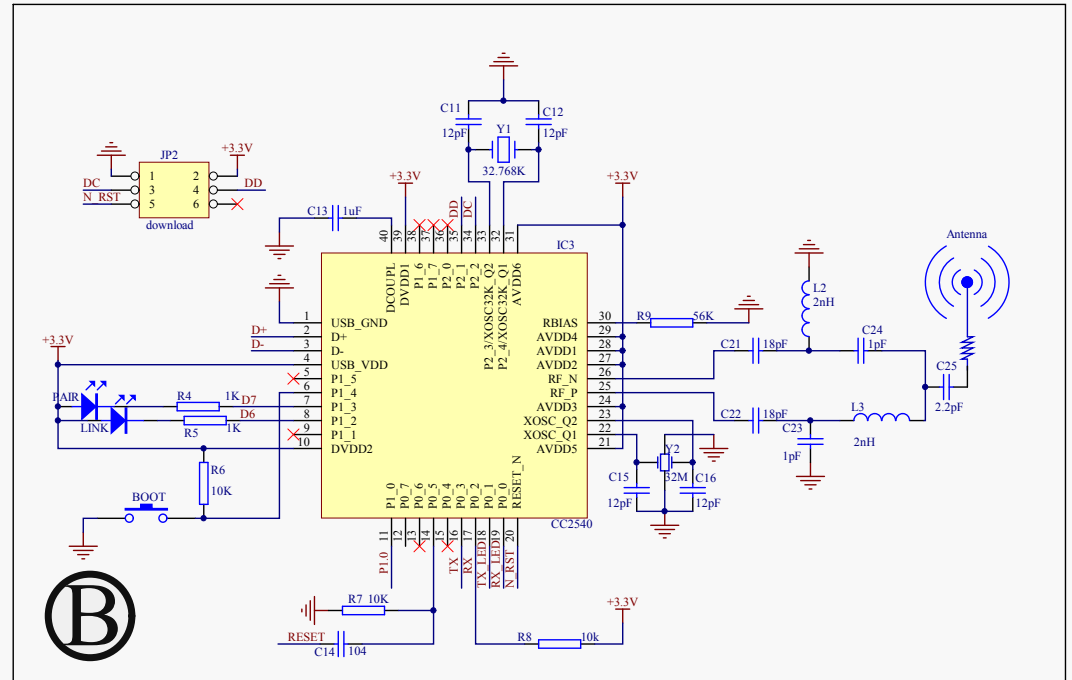 C11
C12
12pF
Y1
12pF
32.768K
JP2
+3.3V
1
2
DC
3
4
DD
N_RST
5
6
download
+3.3V
+3.3V
C13
1uF
DD
DC
40
39
38
37
36
35
34
33
32
31
IC3
DCOUPL
DVDD1
P1_6
P1_7
P2_0
P2_1
P2_2
P2_3/XOSC32K_Q2
P2_4/XOSC32K_Q1
AVDD6
Antenna
L2
2nH
1
USB_GND
D+
2
D+
D-
3
D-
4
USB_VDD
5
P1_5
6
P1_4
D7
7
P1_3
D6
8
P1_2
9
P1_1
10
DVDD2
RBIAS
30
R9
56K
AVDD4
29
AVDD1
28
AVDD2
27
RF_N
26
RF_P
25
AVDD3
24
XOSC_Q2
23
XOSC_Q1
22
AVDD5
21
+3.3V
PAIR
LINK
R4
1K
R5
1K
R6
10K
BOOT
C21
18pF
C24
1pF
C25
2.2pF
C22
18pF
C23
1pF
L3
2nH
Y2
32M
C15
12pF
C16
12pF
P1_0
P0_7
P0_6
P0_5
P0_4
P0_3
P0_2
P0_1
P0_0
RESET_N
CC2540
11
12
13
14
15
16
17
18
19
20
P1.0
TX
RX
TX_LED
RX_LED
N_RST
R7
10K
RESET
C14
104
R8
10k
+3.3V
B